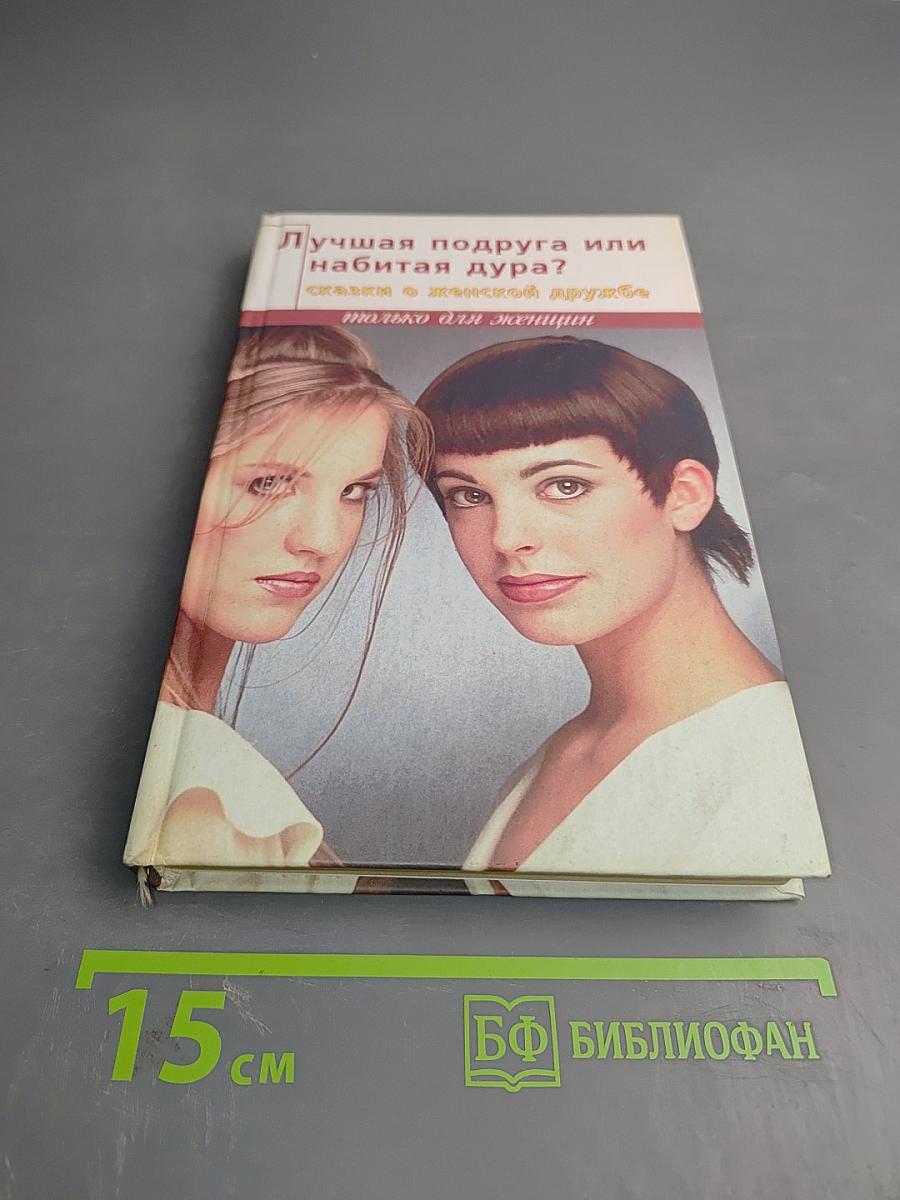 Лучшая подруга или
набитая дура?
сказки о женской дружбе
только для женщин
15 см
БФ БИБЛИОФАН